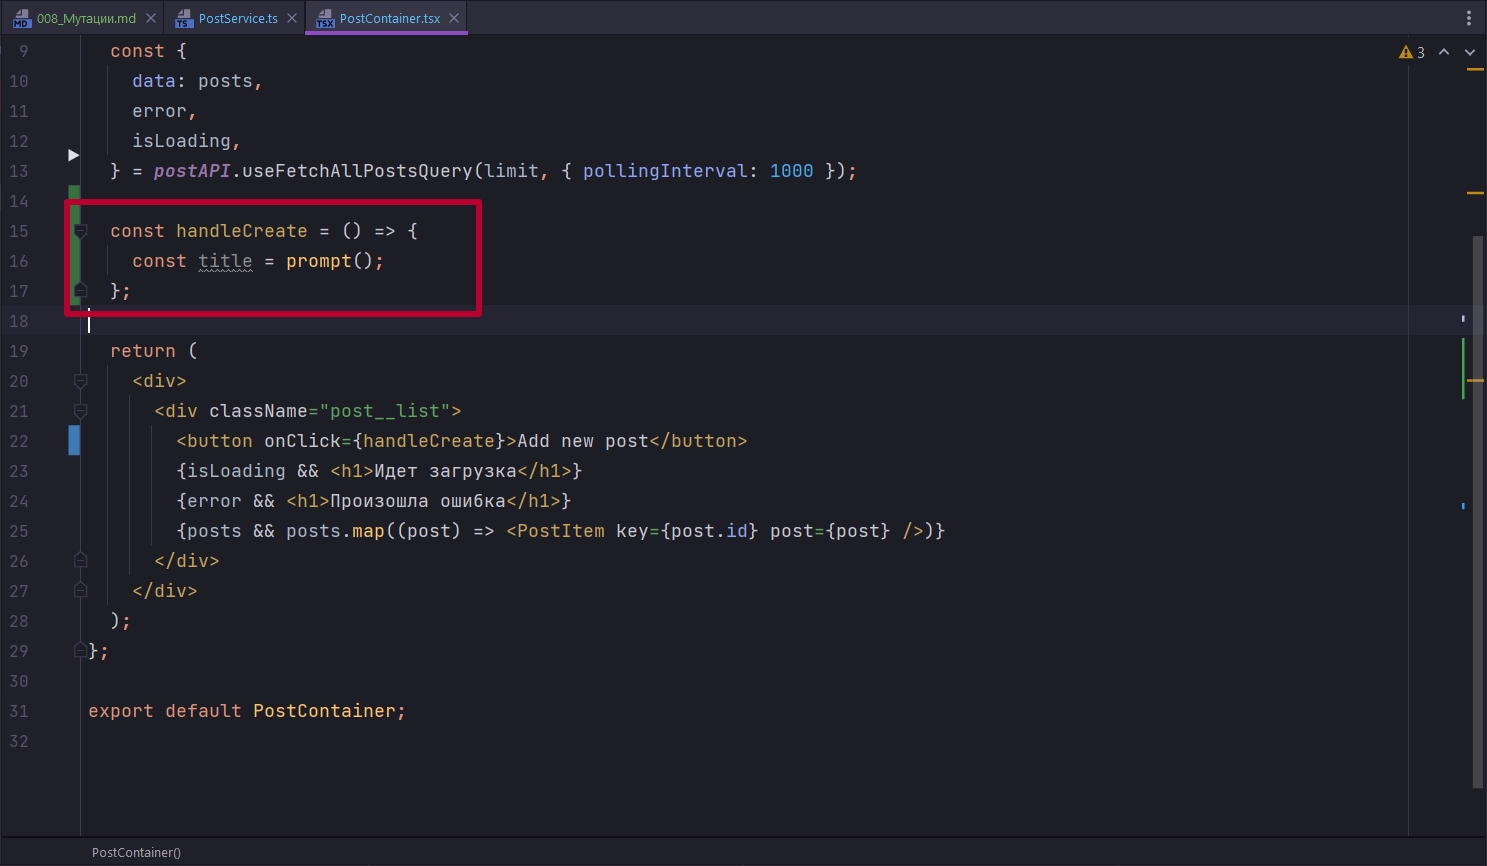 MD 008_Мутации.md
TS PostService.ts
TSX PostContainer.tsx
3
9 const {
10 data: posts,
11 error,
12 isLoading,
13 } = postAPI.useFetchAllPostsQuery(limit, { pollingInterval: 1000 });
14
15 const handleCreate = () => {
16 const title = prompt();
17 };
18
19 return (
20 <div>
21 <div className="post__list">
22 <button onClick={handleCreate}>Add new post</button>
23 {isLoading && <h1>Идет загрузка</h1>}
24 {error && <h1>Произошла ошибка</h1>}
25 {posts && posts.map((post) => <PostItem key={post.id} post={post} />)}
26 </div>
27 </div>
28 );
29 };
30
31 export default PostContainer;
32
PostContainer()